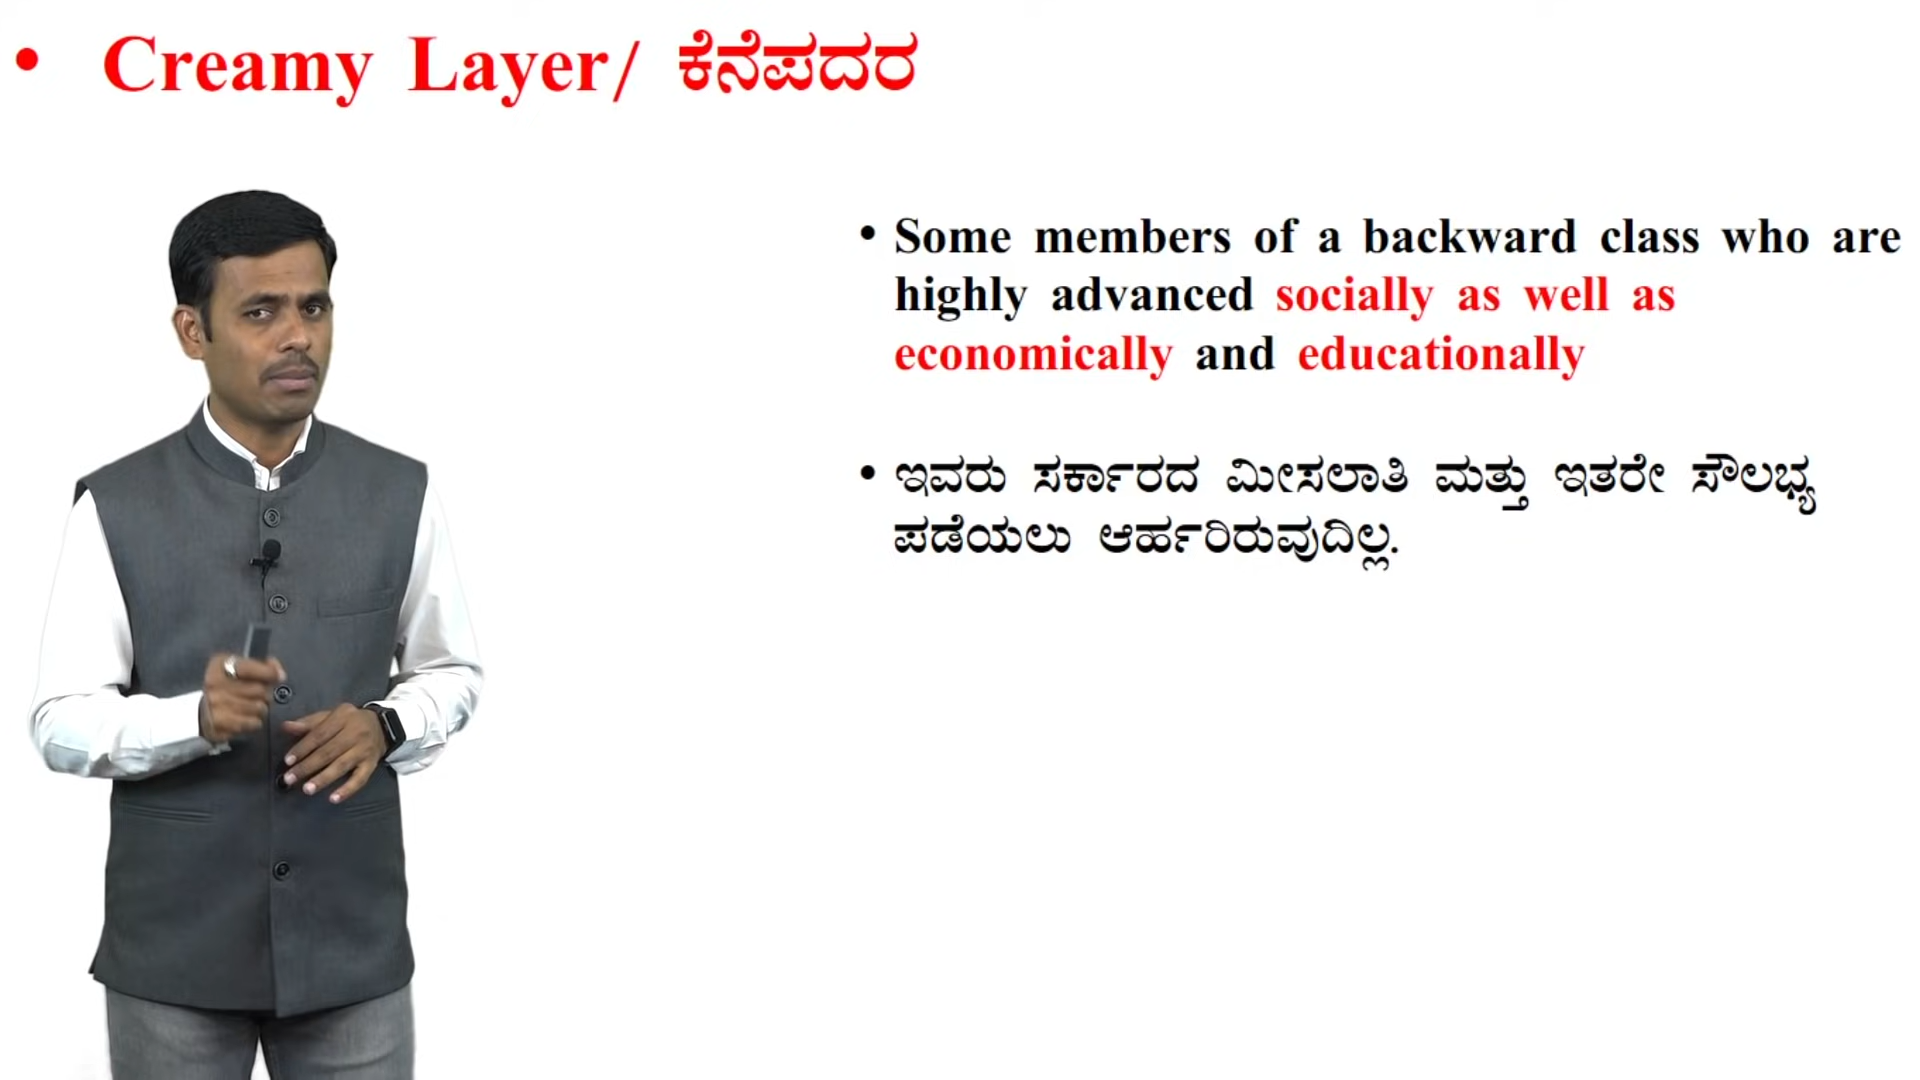 • Creamy Layer/ ಕೆನೆಪದರ
• Some members of a backward class who are
highly advanced socially as well as
economically and educationally
• ಇವರು ಸರ್ಕಾರದ ಮೀಸಲಾತಿ ಮತ್ತು ಇತರೇ ಸೌಲಭ್ಯ
ಪಡೆಯಲು ಆರ್ಹರಿರುವುದಿಲ್ಲ.